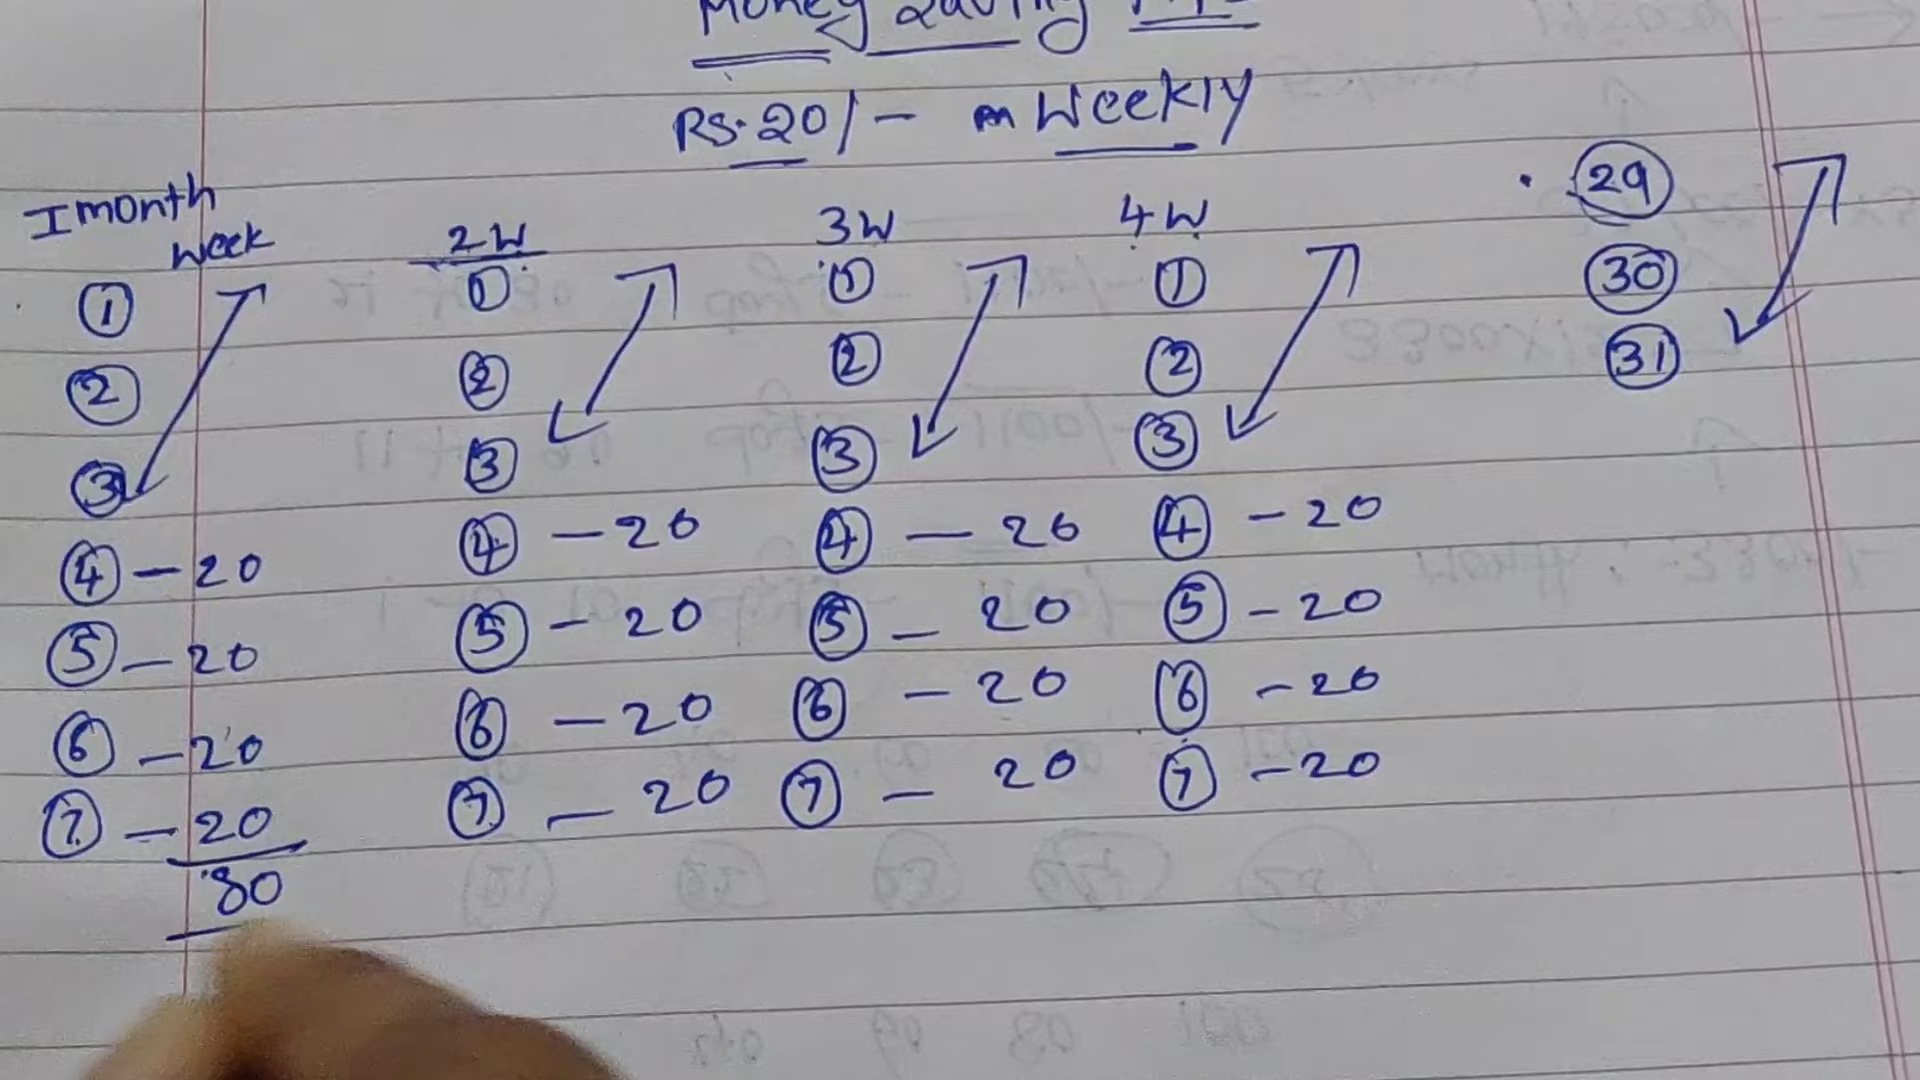 Money Saving
RS. 20/- Weekly
I month
Week
① 
②
③
④ - 20
⑤ - 20
⑥ - 20
⑦ - 20
80
2W
①
②
③
④ - 20
⑤ - 20
⑥ - 20
⑦ - 20
3W
①
②
③
④ - 20
⑤ - 20
⑥ - 20
⑦ - 20
4W
①
②
③
④ - 20
⑤ - 20
⑥ - 20
⑦ - 20
29
30
31